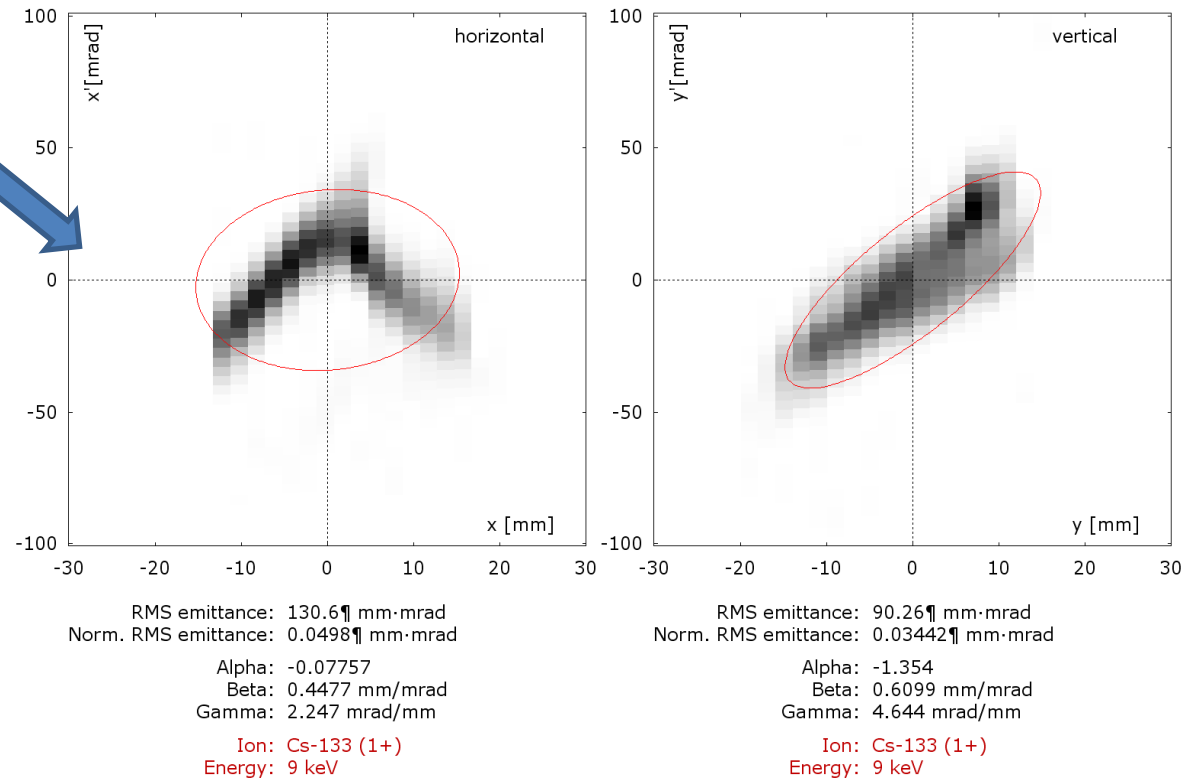 100
50
0
-50
-100
x'[mrad]
horizontal
x [mm]
-30 -20 -10 0 10 20 30
RMS emittance: 130.6¶ mm·mrad
Norm. RMS emittance: 0.0498¶ mm·mrad
Alpha: -0.07757
Beta: 0.4477 mm/mrad
Gamma: 2.247 mrad/mm
Ion: Cs-133 (1+)
Energy: 9 keV
100
50
0
-50
-100
y'[mrad]
vertical
y [mm]
-30 -20 -10 0 10 20 30
RMS emittance: 90.26¶ mm·mrad
Norm. RMS emittance: 0.03442¶ mm·mrad
Alpha: -1.354
Beta: 0.6099 mm/mrad
Gamma: 4.644 mrad/mm
Ion: Cs-133 (1+)
Energy: 9 keV